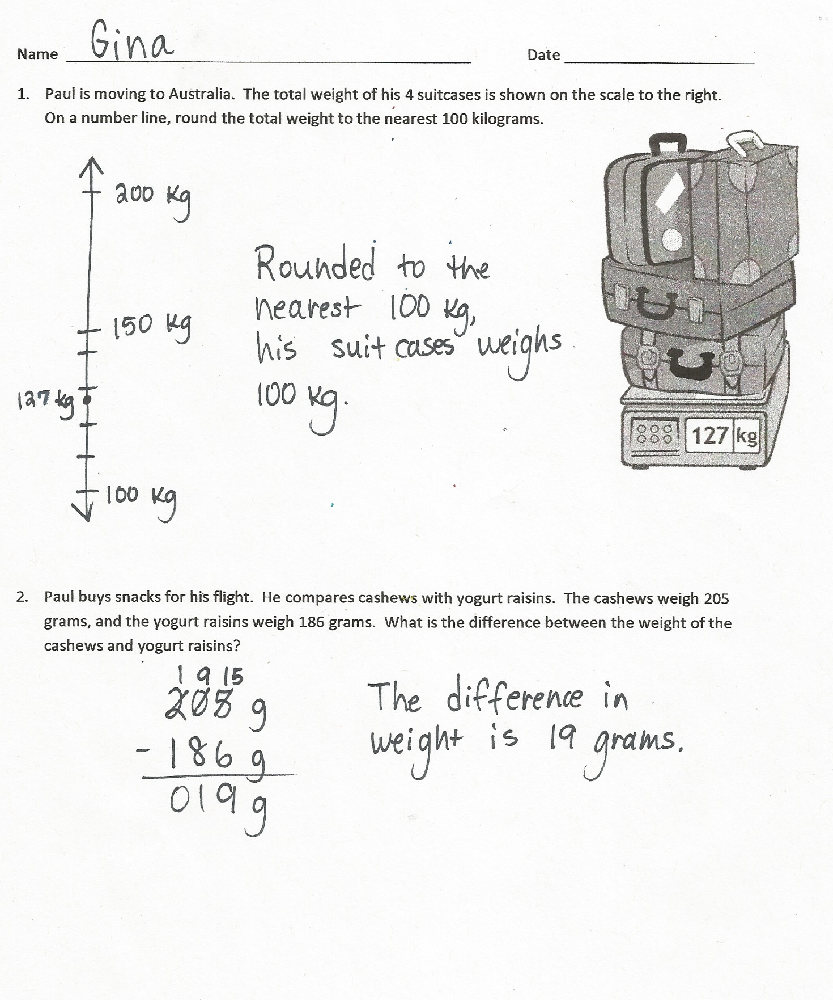 Name Gina Date
1. Paul is moving to Australia. The total weight of his 4 suitcases is shown on the scale to the right.
On a number line, round the total weight to the nearest 100 kilograms.
200 kg
150 kg
127 kg
100 kg
Rounded to the
nearest 100 kg,
his suitcases weighs
100 kg.
127 kg
2. Paul buys snacks for his flight. He compares cashews with yogurt raisins. The cashews weigh 205
grams, and the yogurt raisins weigh 186 grams. What is the difference between the weight of the
cashews and yogurt raisins?
1 9 15
205 g
- 186 g
019 g
The difference in
weight is 19 grams.